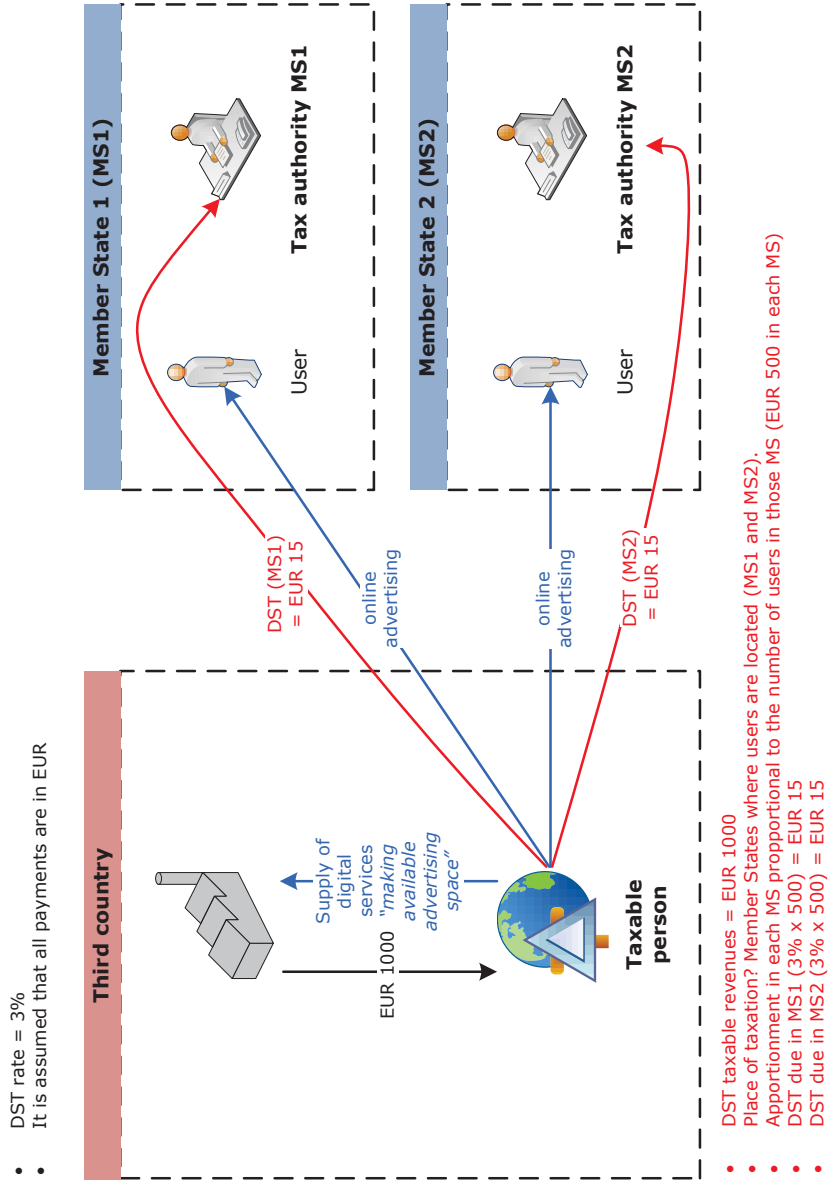 • DST rate = 3%
• It is assumed that all payments are in EUR
Third country
Supply of
digital
services
"making
available
advertising
space"
EUR 1000
Taxable
person
DST (MS1)
= EUR 15
online
advertising
online
advertising
DST (MS2)
= EUR 15
Member State 1 (MS1)
User
Tax authority MS1
Member State 2 (MS2)
User
Tax authority MS2
• DST taxable revenues = EUR 1000
• Place of taxation? Member States where users are located (MS1 and MS2).
• Apportionment in each MS propportional to the number of users in those MS (EUR 500 in each MS)
• DST due in MS1 (3% x 500) = EUR 15
• DST due in MS2 (3% x 500) = EUR 15